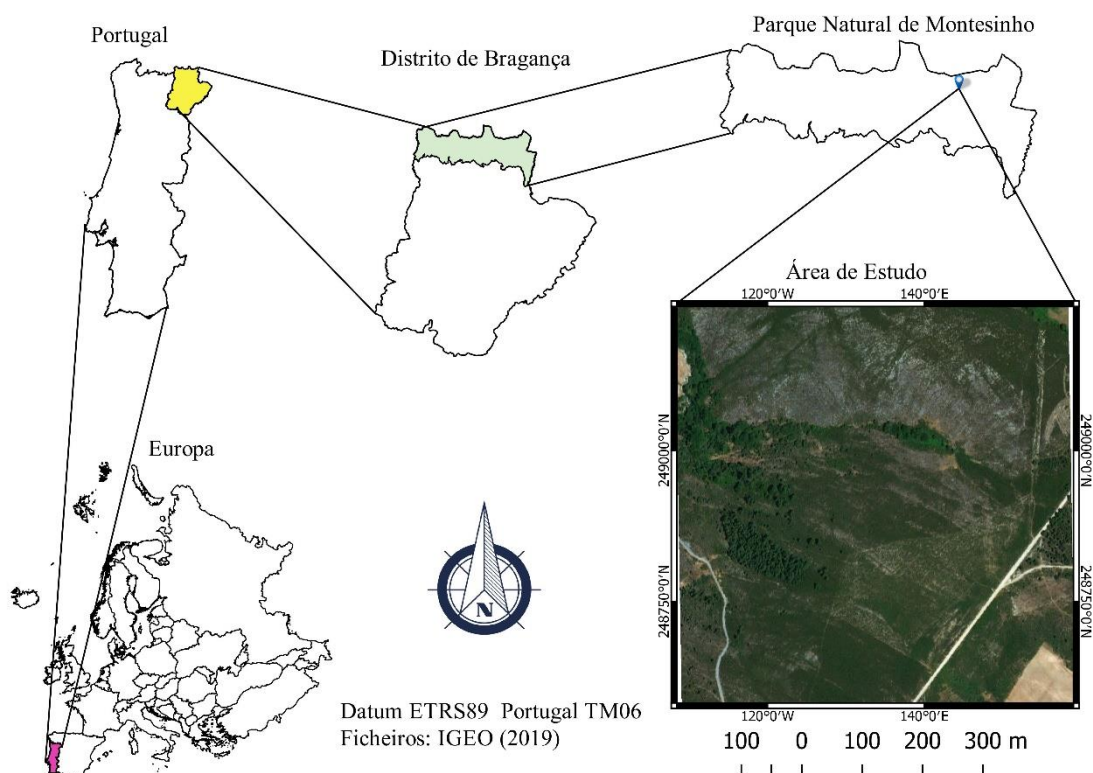 Portugal
Distrito de Bragança
Parque Natural de Montesinho
Área de Estudo
120°0'W 140°0'E
249000°0'N
249000°0'N
248750°0'N
248750°0'N
120°0'W 140°0'E
Europa
N
Datum ETRS89 Portugal TM06
Ficheiros: IGEO (2019)
100 0 100 200 300 m